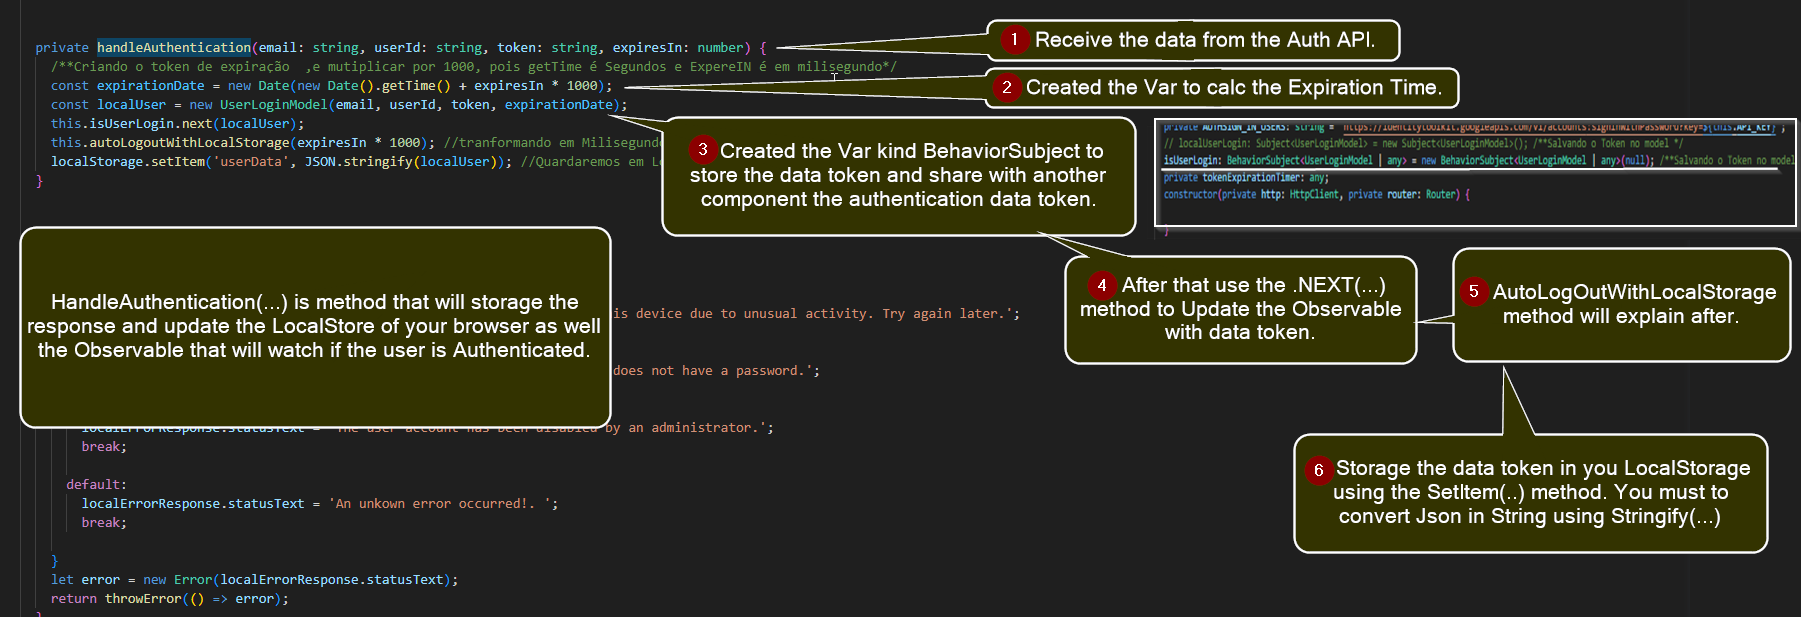 private handleAuthentication(email: string, userId: string, token: string, expiresIn: number) {
/**Criando o token de expiração  ,e mutiplicar por 1000, pois getTime é Segundos e ExpereIN é em milisegundo*/
const expirationDate = new Date(new Date().getTime() + expiresIn * 1000);
const localUser = new UserLoginModel(email, userId, token, expirationDate);
this.isUserLogin.next(localUser);
this.autoLogoutWithLocalStorage(expiresIn * 1000); //tranformando em Milisegund
localStorage.setItem('userData', JSON.stringify(localUser)); //Quardaremos em L
}
1 Receive the data from the Auth API.
2 Created the Var to calc the Expiration Time.
3 Created the Var kind BehaviorSubject to
store the data token and share with another
component the authentication data token.
private AUTHSIGN_IN_USERS: string = `https://identitytoolkit.googleapis.com/v1/accounts:signInWithPassword?key=${this.API_KEY}`;
// localUserLogin: Subject<UserLoginModel> = new Subject<UserLoginModel>(); /**Salvando o Token no model */
isUserLogin: BehaviorSubject<UserLoginModel | any> = new BehaviorSubject<UserLoginModel | any>(null); /**Salvando o Token no model
private tokenExpirationTimer: any;
constructor(private http: HttpClient, private router: Router) {
}
HandleAuthentication(...) is method that will storage the
response and update the LocalStore of your browser as well
the Observable that will watch if the user is Authenticated.
4 After that use the .NEXT(...)
method to Update the Observable
with data token.
5 AutoLogOutWithLocalStorage
method will explain after.
6 Storage the data token in you LocalStorage
using the SetItem(..) method. You must to
convert Json in String using Stringify(...)
is device due to unusual activity. Try again later.';
does not have a password.';
localErrorResponse.statusText = 'The user account has been disabled by an administrator.';
break;
default:
localErrorResponse.statusText = 'An unkown error occurred!. ';
break;
}
let error = new Error(localErrorResponse.statusText);
return throwError(() => error);
}